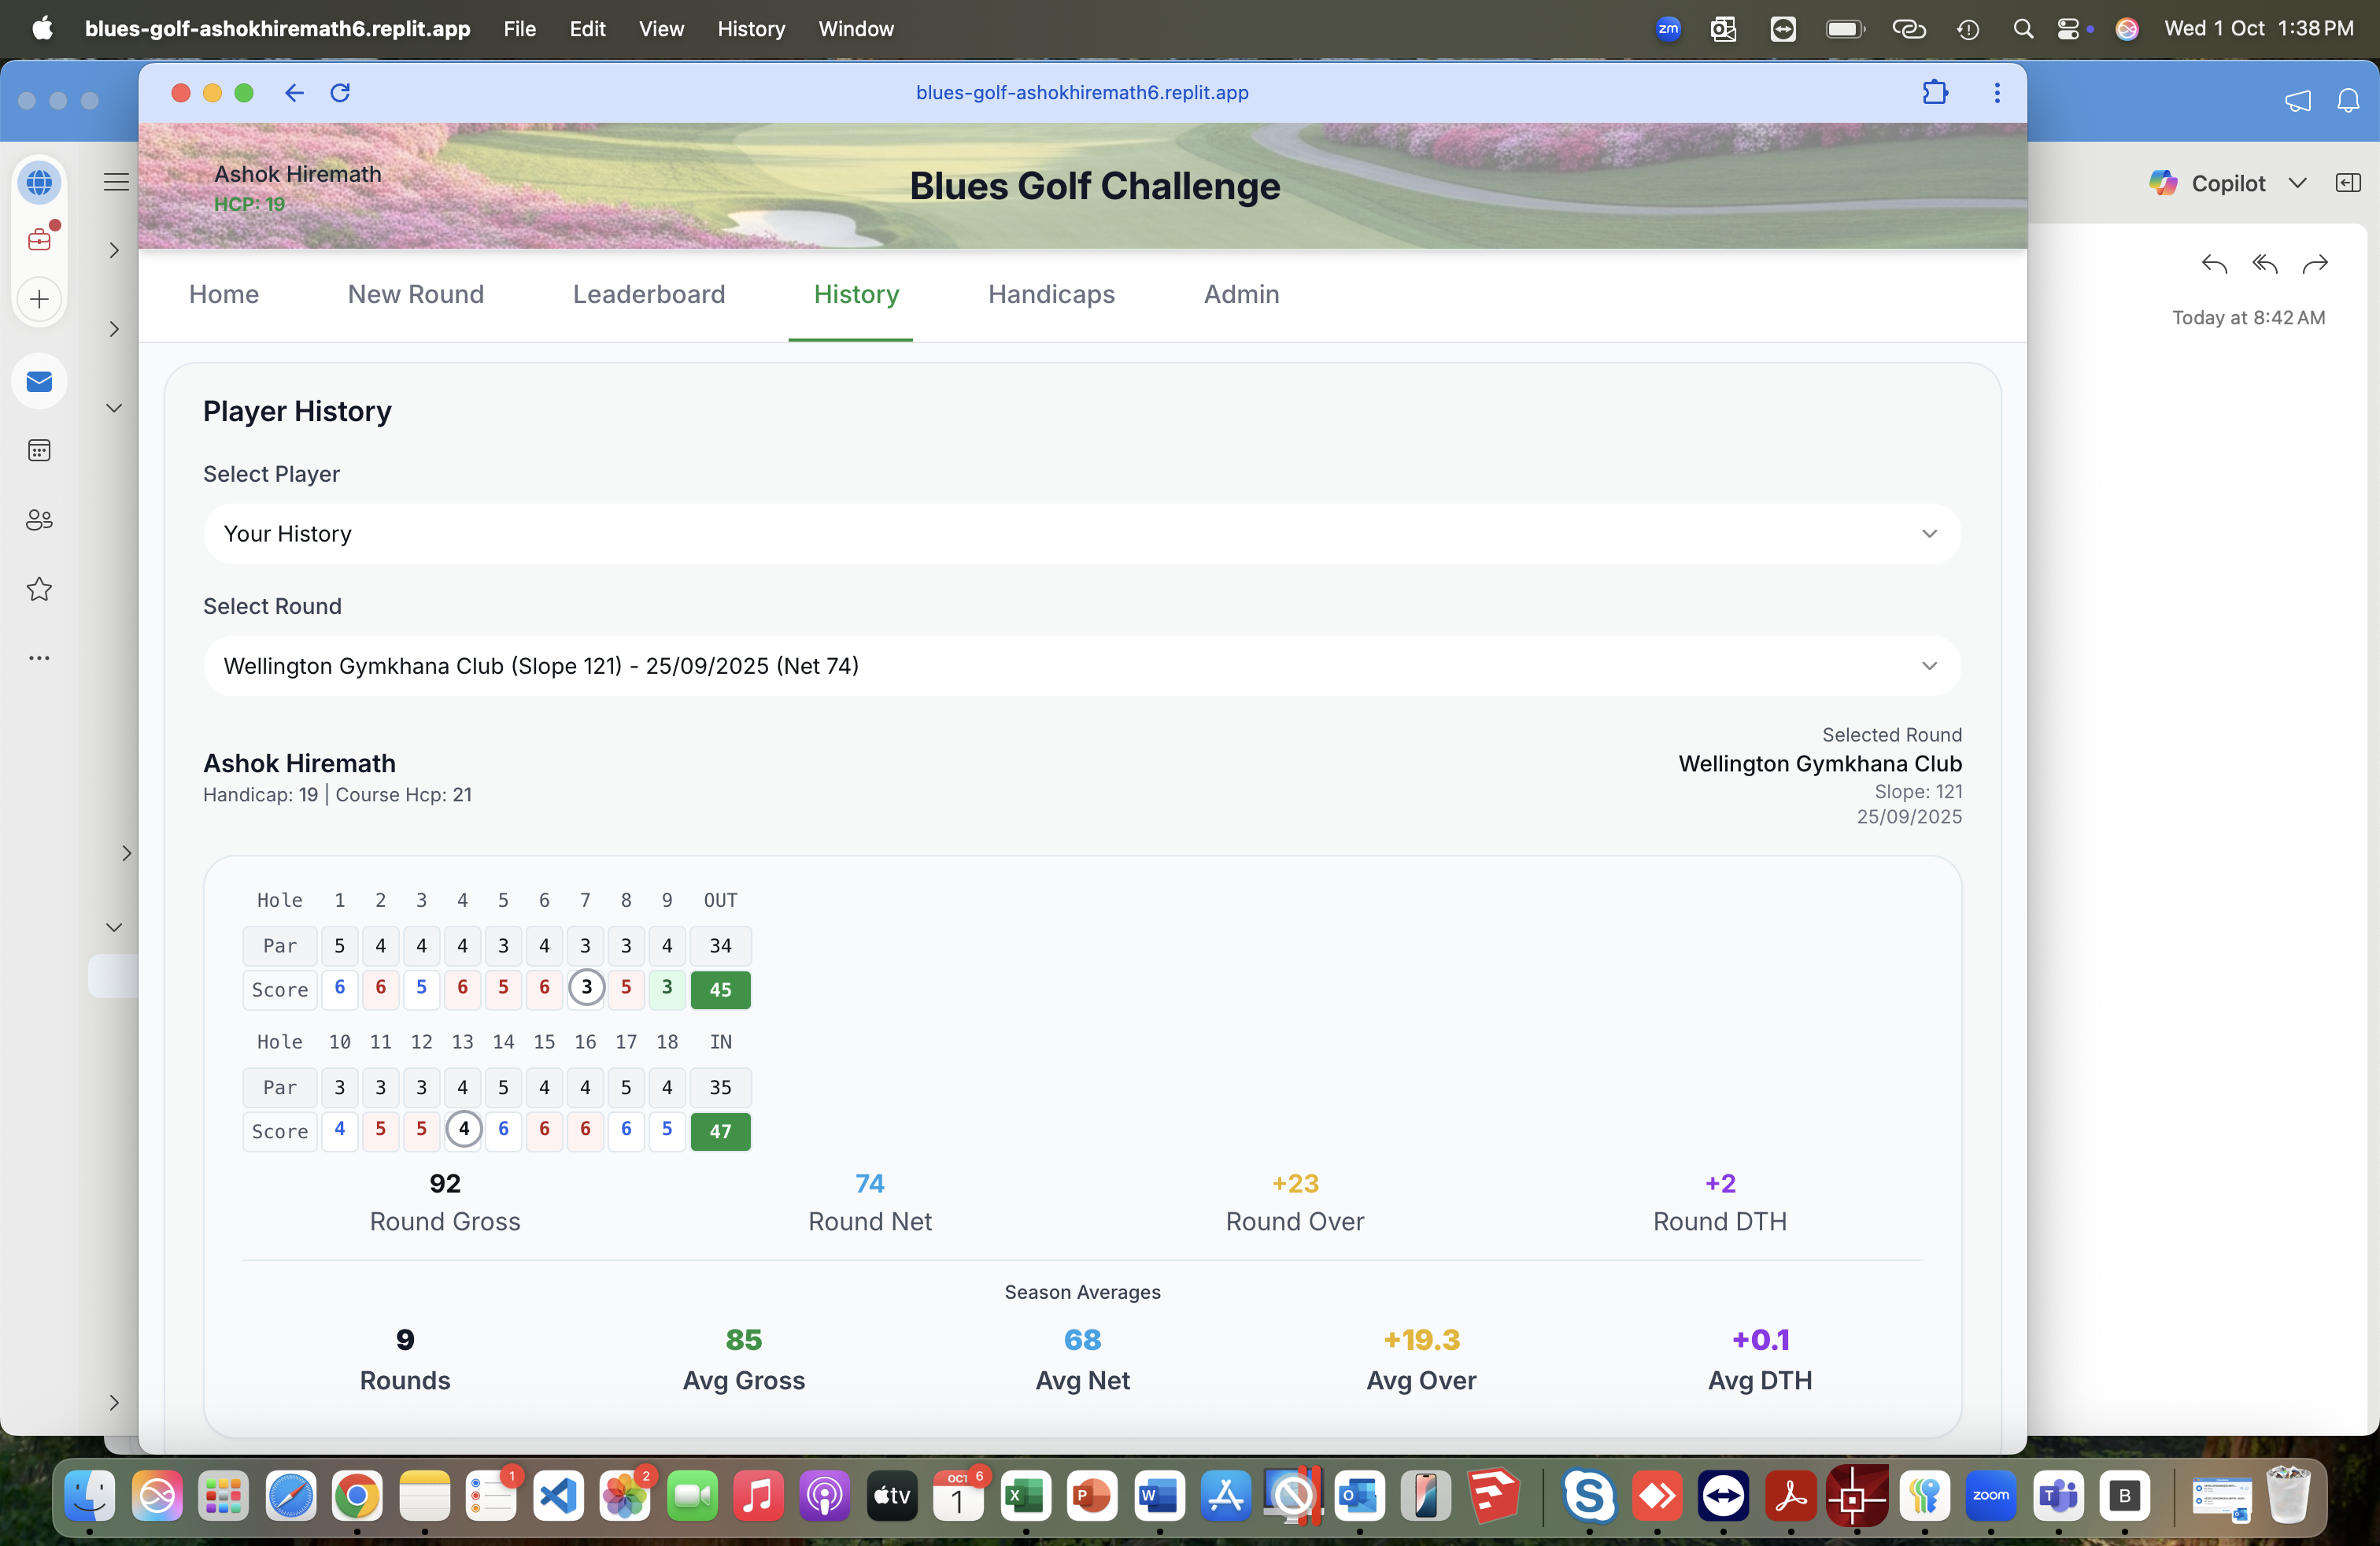 blues-golf-ashokhiremath6.replit.app File Edit View History Window zm Wed 1 Oct 1:38 PM
blues-golf-ashokhiremath6.replit.app
Ashok Hiremath
HCP: 19
Blues Golf Challenge
Copilot
Home New Round Leaderboard History Handicaps Admin
Today at 8:42 AM
Player History
Select Player
Your History
Select Round
Wellington Gymkhana Club (Slope 121) - 25/09/2025 (Net 74)
Selected Round
Ashok Hiremath
Wellington Gymkhana Club
Handicap: 19 | Course Hcp: 21
Slope: 121
25/09/2025
Hole 1 2 3 4 5 6 7 8 9 OUT
Par 5 4 4 4 3 4 3 3 4 34
Score 6 6 5 6 5 6 3 5 3 45
Hole 10 11 12 13 14 15 16 17 18 IN
Par 3 3 3 4 5 4 4 5 4 35
Score 4 5 5 4 6 6 6 6 5 47
92 74 +23 +2
Round Gross Round Net Round Over Round DTH
Season Averages
9 85 68 +19.3 +0.1
Rounds Avg Gross Avg Net Avg Over Avg DTH
1 2 OCT 6
1 tv X P W O S zoom T B